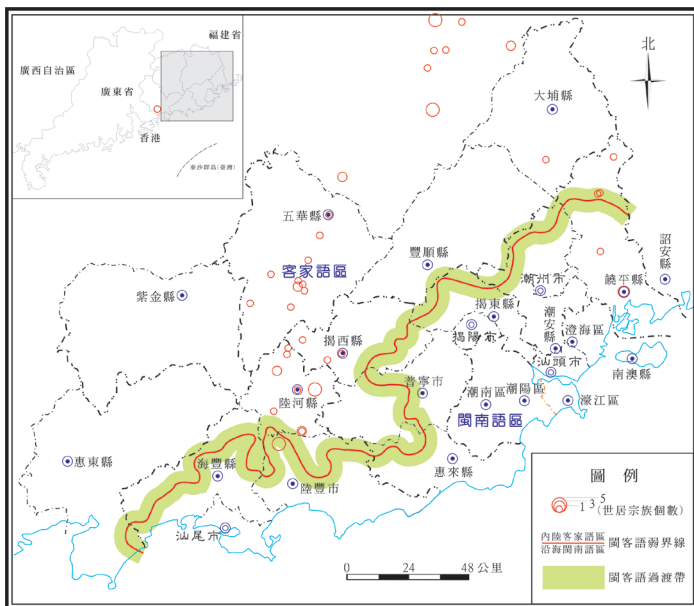 福建省
廣西自治區
廣東省
香港
東沙群島(臺灣)
北
大埔縣
五華縣
豐順縣
詔安縣
客家語區
潮州市
饒平縣
紫金縣
揭東縣
潮安縣
澄海區
揭陽市
揭西縣
汕頭市
南澳縣
陸河縣
普寧市
潮南區
潮陽區
濠江區
閩南語區
惠東縣
海豐縣
陸豐市
惠來縣
汕尾市
0 24 48 公里
圖 例
1 3 5
(世居宗族個數)
內陸客家語區
沿海閩南語區
閩客語弱界線
閩客語過渡帶